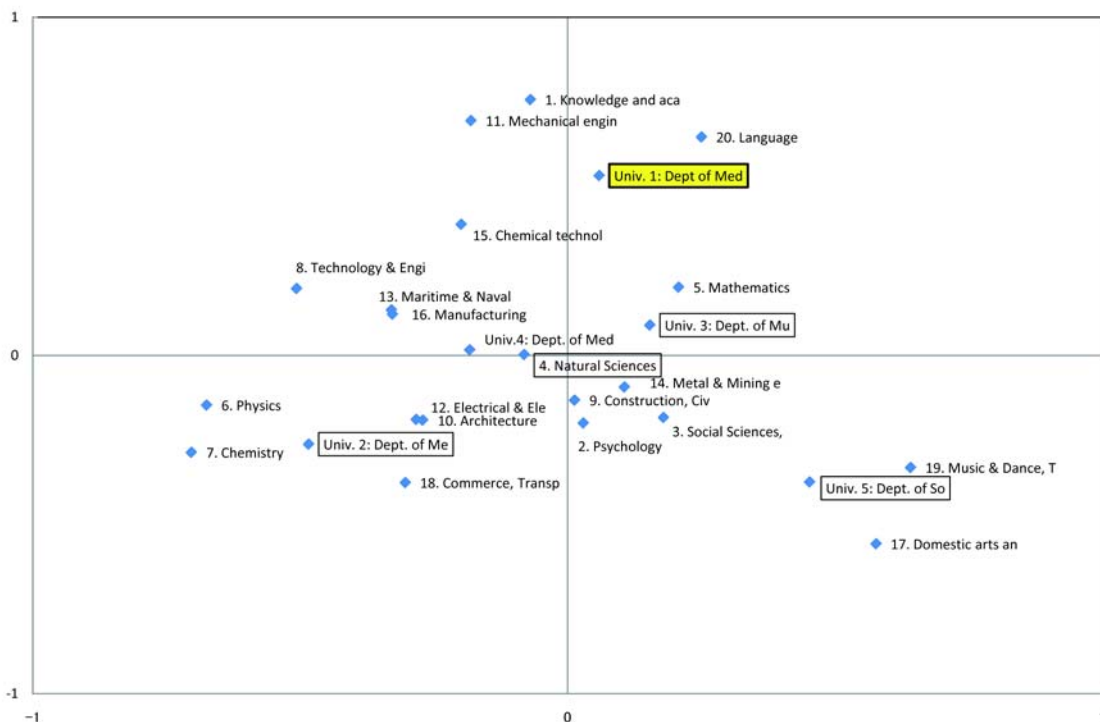 1
1. Knowledge and aca
11. Mechanical engin
20. Language
Univ. 1: Dept of Med
15. Chemical technol
8. Technology & Engi
5. Mathematics
13. Maritime & Naval
16. Manufacturing
Univ. 3: Dept. of Mu
Univ.4: Dept. of Med
0
4. Natural Sciences
14. Metal & Mining e
6. Physics
12. Electrical & Ele
9. Construction, Civ
10. Architecture
3. Social Sciences,
Univ. 2: Dept. of Me
2. Psychology
7. Chemistry
19. Music & Dance, T
18. Commerce, Transp
Univ. 5: Dept. of So
17. Domestic arts an
-1
−1
0